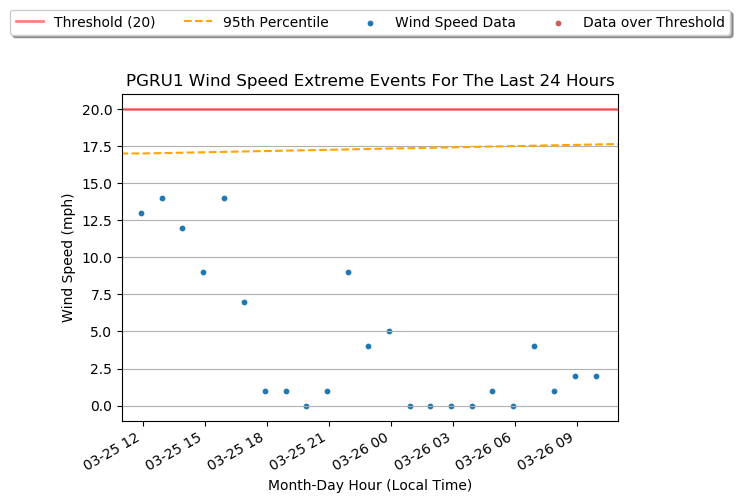 Threshold (20) 95th Percentile Wind Speed Data Data over Threshold
PGRU1 Wind Speed Extreme Events For The Last 24 Hours
20.0
17.5
15.0
12.5
10.0
7.5
5.0
2.5
0.0
Wind Speed (mph)
03-25 12 03-25 15 03-25 18 03-25 21 03-26 00 03-26 03 03-26 06 03-26 09
Month-Day Hour (Local Time)